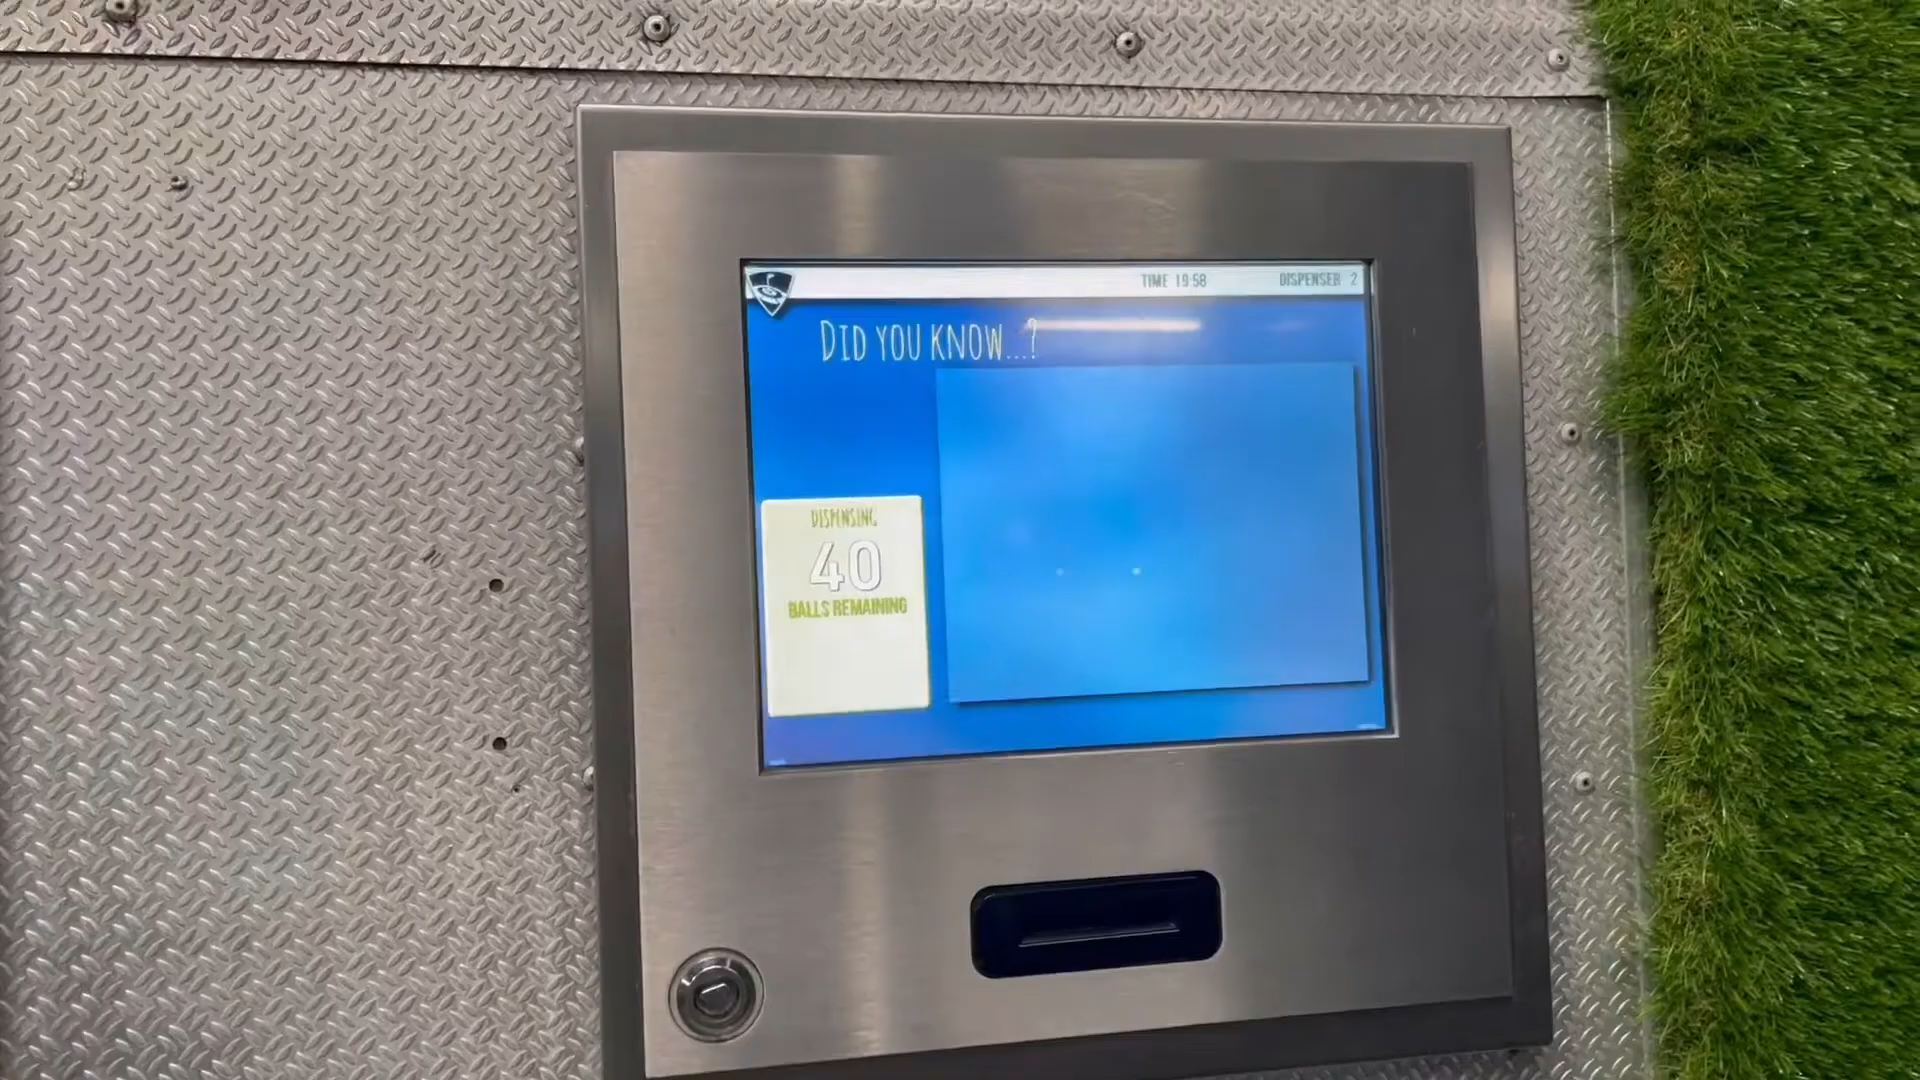 TIME 19:58
DISPENSER 2
DID YOU KNOW...?
DISPENSING
40
BALLS REMAINING